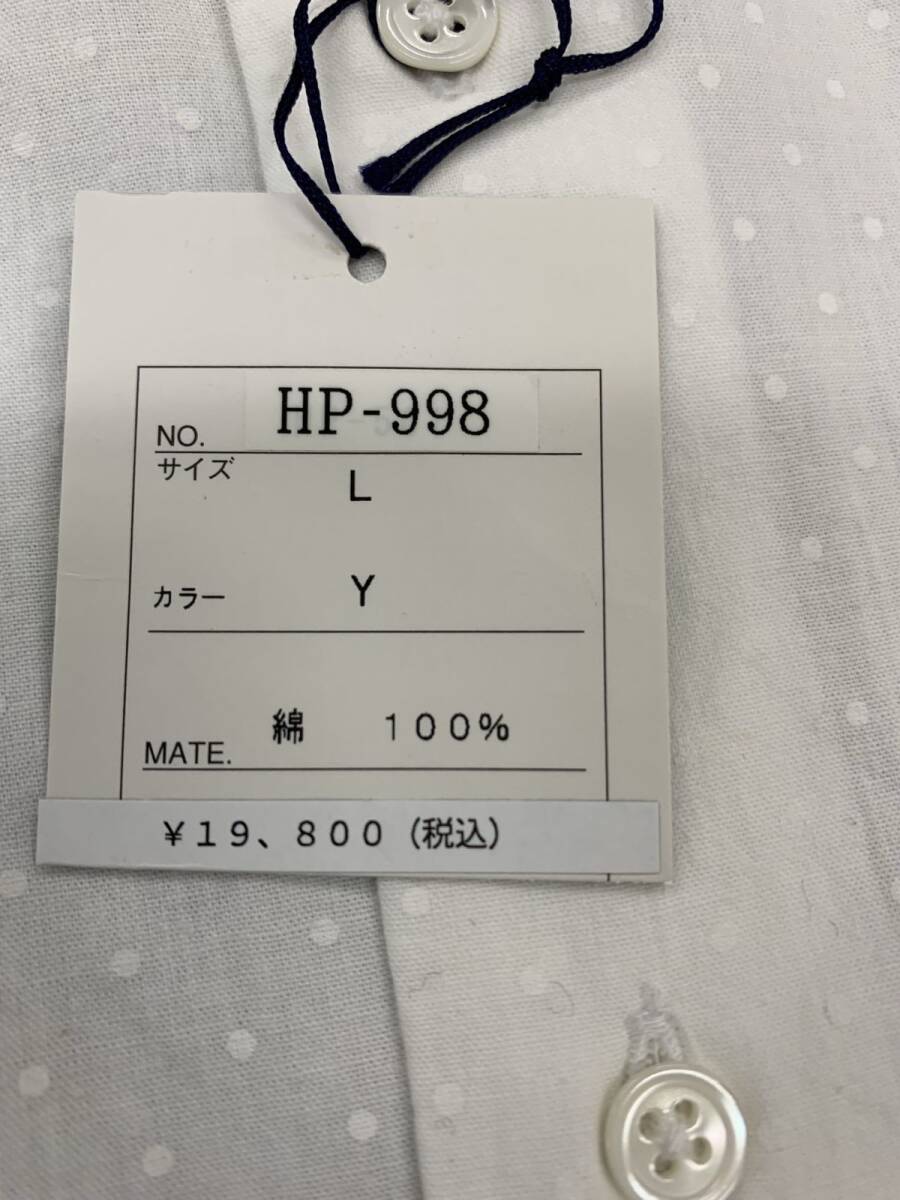 NO. HP-998
サイズ L
カラー Y
MATE. 綿 100%
¥19、800(税込)